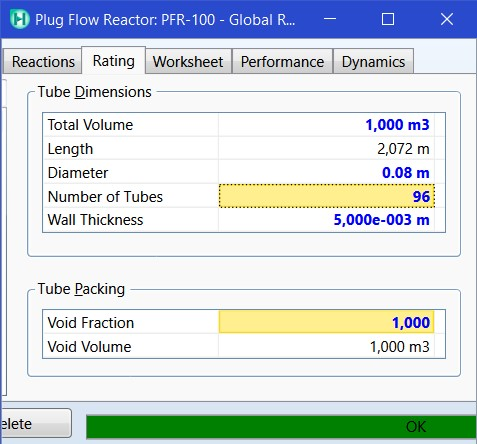 Plug Flow Reactor: PFR-100 - Global R...
Reactions Rating Worksheet Performance Dynamics
Tube Dimensions
Total Volume 1,000 m3
Length 2,072 m
Diameter 0.08 m
Number of Tubes 96
Wall Thickness 5,000e-003 m
Tube Packing
Void Fraction 1,000
Void Volume 1,000 m3
elete OK